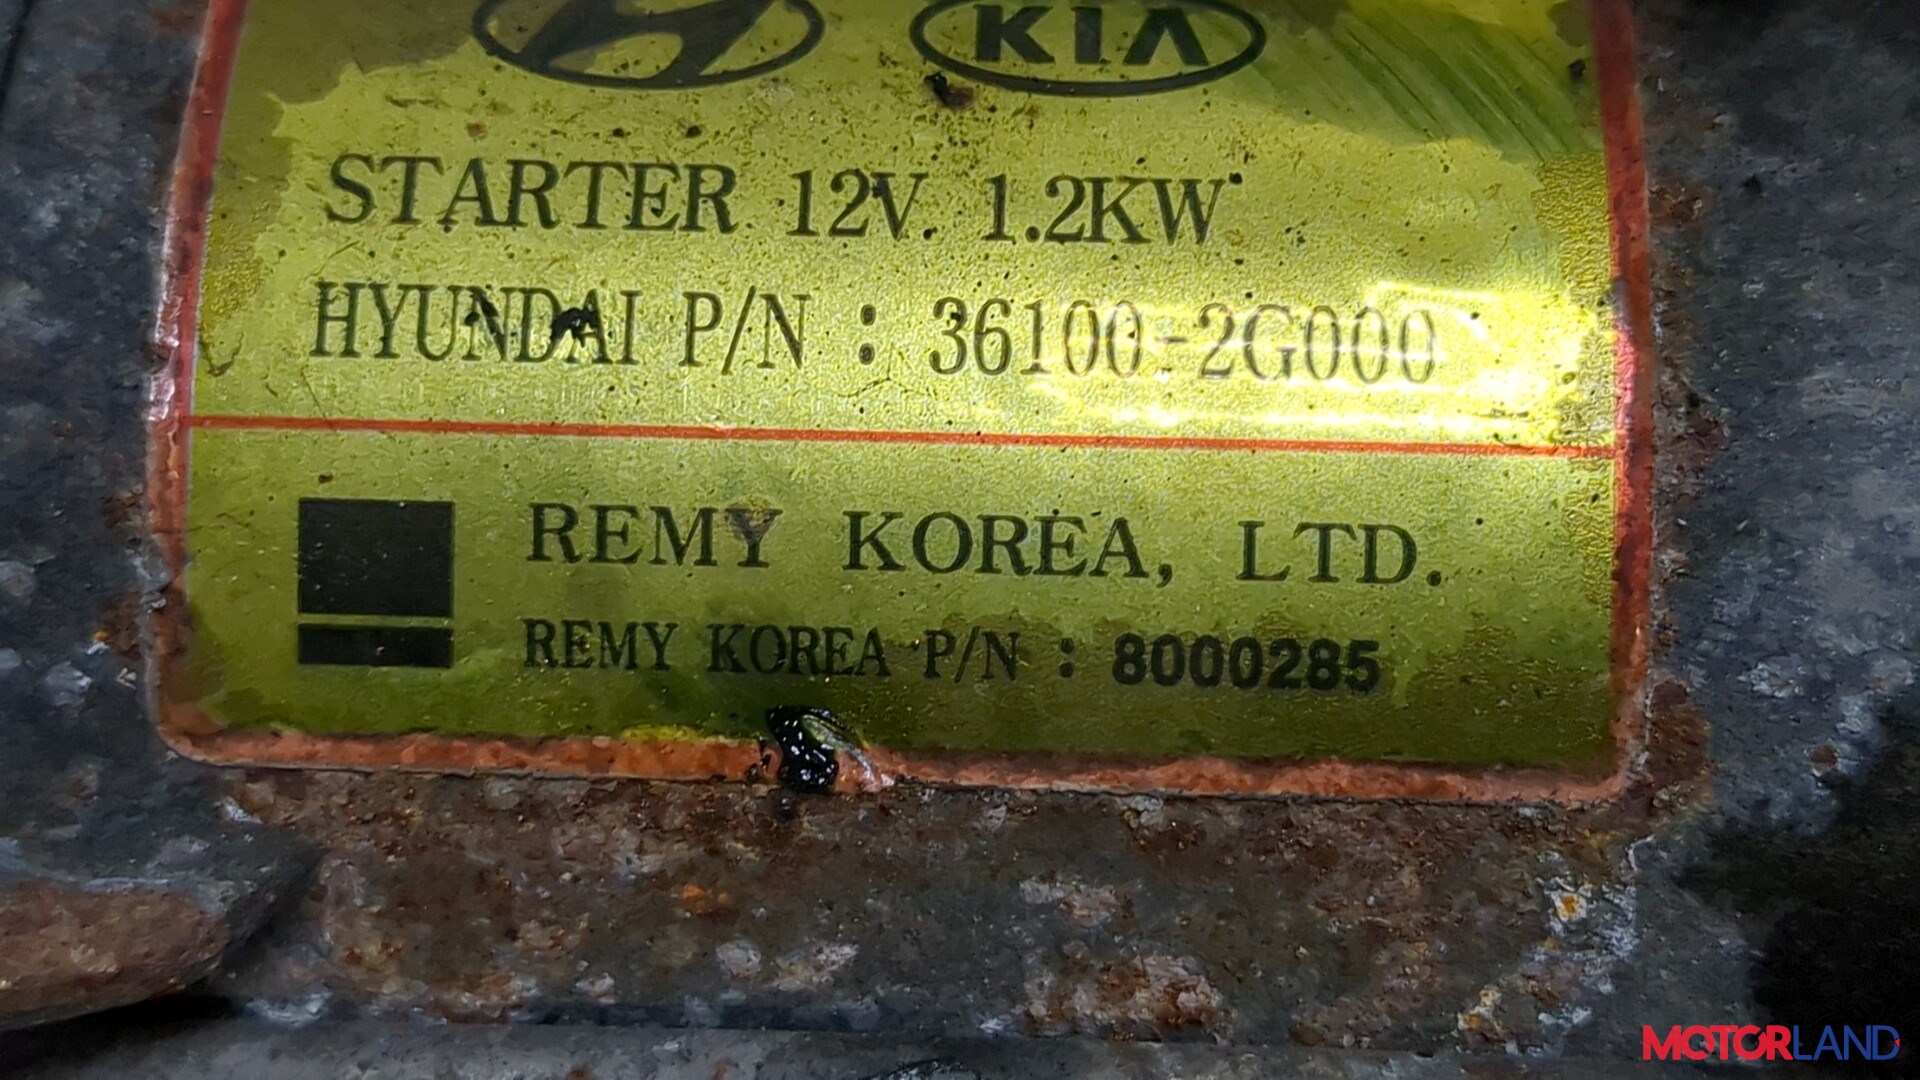 KIA
STARTER 12V. 1.2KW
HYUNDAI P/N : 36100-2G000
REMY KOREA, LTD.
REMY KOREA P/N : 8000285
MOTORLAND